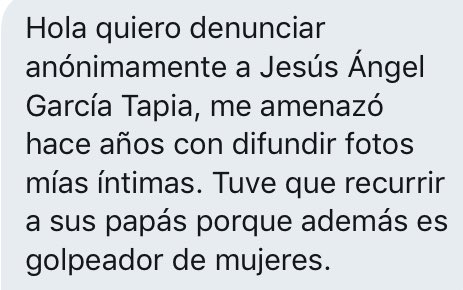 Hola quiero denunciar
anónimamente a Jesús Ángel
García Tapia, me amenazó
hace años con difundir fotos
mías íntimas. Tuve que recurrir
a sus papás porque además es
golpeador de mujeres.